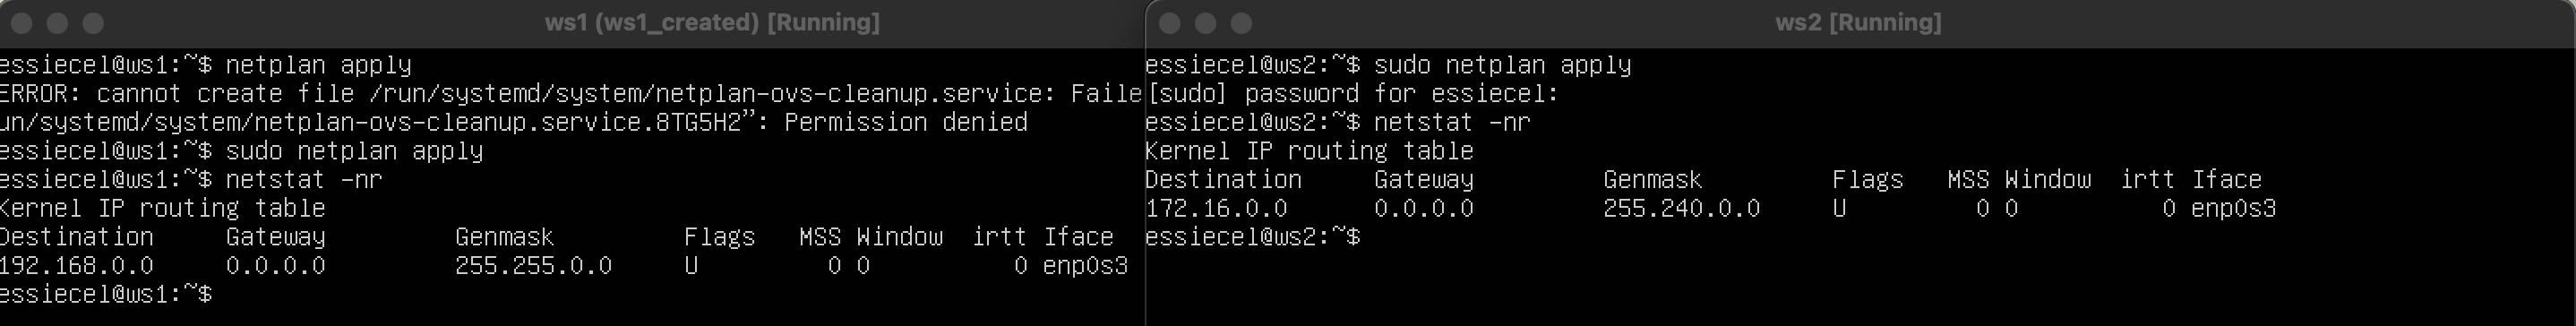 ws1 (ws1_created) [Running]
essiecel@ws1:~$ netplan apply
ERROR: cannot create file /run/systemd/system/netplan-ovs-cleanup.service: Faile
un/systemd/system/netplan-ovs-cleanup.service.8TG5H2”: Permission denied
essiecel@ws1:~$ sudo netplan apply
essiecel@ws1:~$ netstat -nr
Kernel IP routing table
Destination Gateway Genmask Flags MSS Window irtt Iface
192.168.0.0 0.0.0.0 255.255.0.0 U 0 0 0 enp0s3
essiecel@ws1:~$
ws2 [Running]
essiecel@ws2:~$ sudo netplan apply
[sudo] password for essiecel:
essiecel@ws2:~$ netstat -nr
Kernel IP routing table
Destination Gateway Genmask Flags MSS Window irtt Iface
172.16.0.0 0.0.0.0 255.240.0.0 U 0 0 0 enp0s3
essiecel@ws2:~$